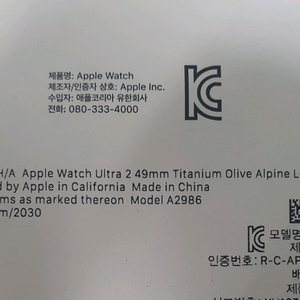 제품명: Apple Watch
제조자/인증자 상호: Apple Inc.
수입자: 애플코리아 유한회사
전화: 080-333-4000
H/A Apple Watch Ultra 2 49mm Titanium Olive Alpine L
d by Apple in California Made in China
ms as marked thereon Model A2986
m/2030
모델명
제
인증번호: R-C-AP